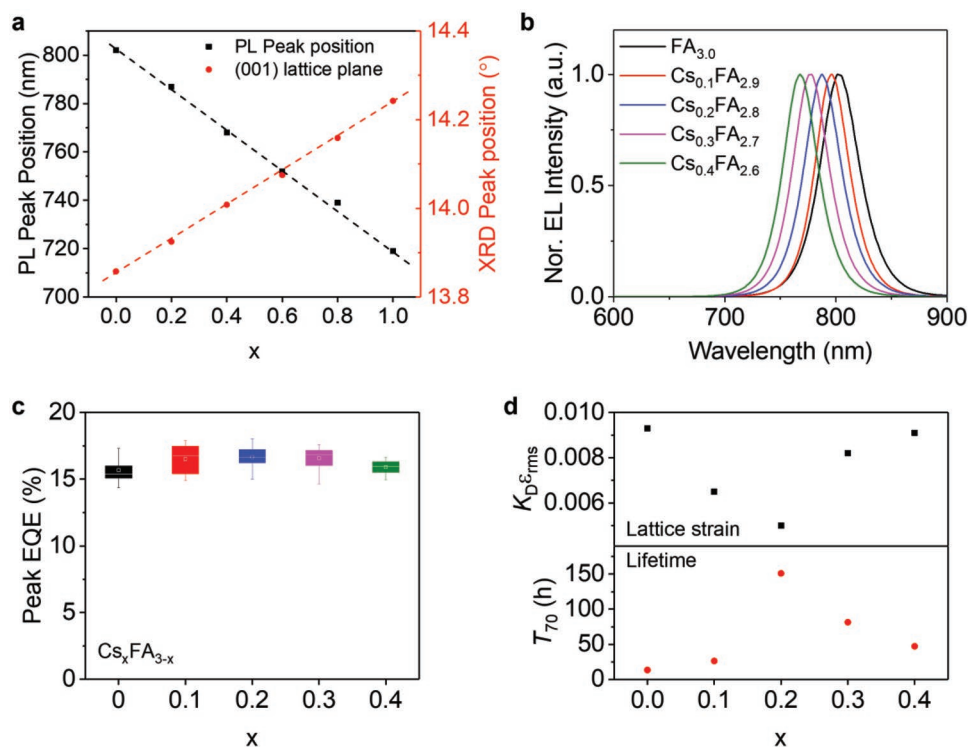 a
PL Peak position
(001) lattice plane
PL Peak Position (nm)
800
780
760
740
720
700
XRD Peak position (°)
14.4
14.2
14.0
13.8
0.0 0.2 0.4 0.6 0.8 1.0
x
b
FA3.0
Cs0.1FA2.9
Cs0.2FA2.8
Cs0.3FA2.7
Cs0.4FA2.6
Nor. EL Intensity (a.u.)
1.0
0.5
0.0
600 700 800 900
Wavelength (nm)
c
Peak EQE (%)
20
15
10
5
0
CsxFA3-x
0 0.1 0.2 0.3 0.4
x
d
KDεrms
0.010
0.008
0.006
Lattice strain
Lifetime
T70 (h)
150
100
50
0
0.0 0.1 0.2 0.3 0.4
x